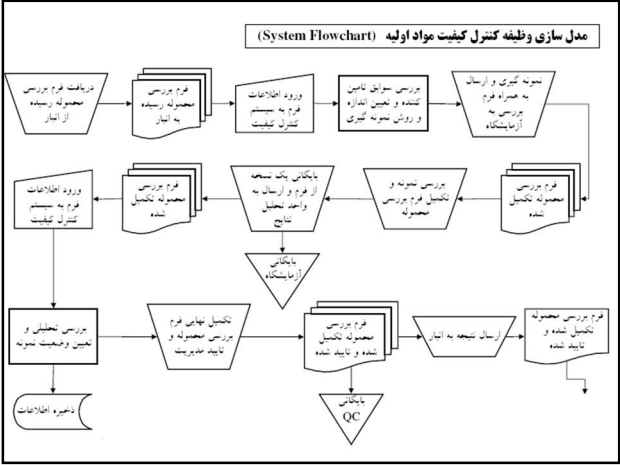 مدل سازی وظیفه کنترل کیفیت مواد اولیه (System Flowchart)
دریافت فرم بررسی
محموله رسیده
از انبار
فرم بررسی
محموله رسیده
به انبار
ورود اطلاعات
فرم به سیستم
کنترل کیفیت
بررسی سوابق تامین
کننده و تعیین اندازه
و روش نمونه گیری
نمونه گیری و ارسال
به همراه فرم
بررسی به
آزمایشگاه
فرم بررسی
محموله تکمیل
شده
بررسی نمونه و
تکمیل فرم بررسی
محموله
بایگانی یک نسخه
از فرم و ارسال به
واحد تحلیل
نتایج
بایگانی
آزمایشگاه
فرم بررسی
محموله تکمیل
شده
ورود اطلاعات
فرم به سیستم
کنترل کیفیت
بررسی تحلیلی و
تعیین وضعیت نمونه
ذخیره اطلاعات
تکمیل نهایی فرم
بررسی محموله و
تایید مدیریت
فرم بررسی
محموله تکمیل
شده و تایید شده
بایگانی
QC
ارسال نتیجه به انبار
فرم بررسی محموله
تکمیل شده و
تایید شده